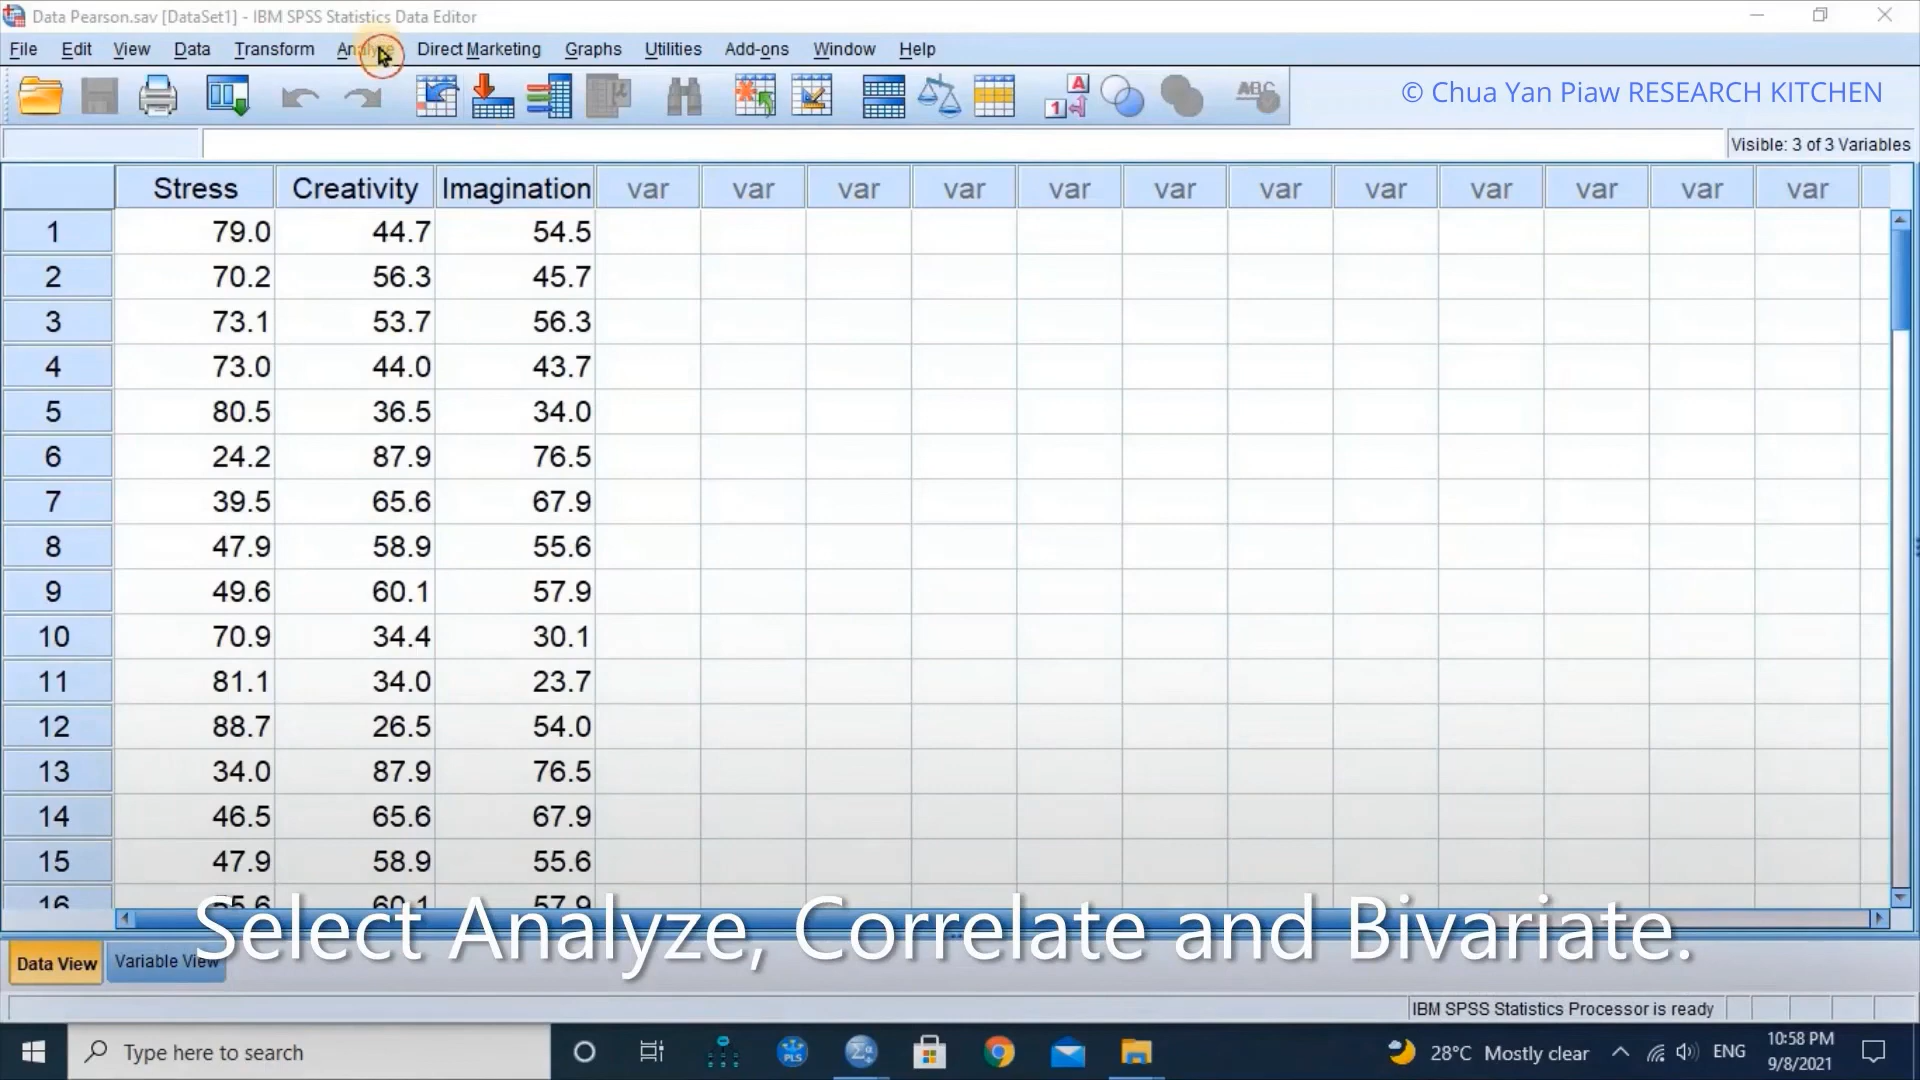 Data Pearson.sav [DataSet1] - IBM SPSS Statistics Data Editor
File Edit View Data Transform Analyze Direct Marketing Graphs Utilities Add-ons Window Help
© Chua Yan Piaw RESEARCH KITCHEN
Visible: 3 of 3 Variables
Stress Creativity Imagination var var var var var var var var var var var var
1 79.0 44.7 54.5
2 70.2 56.3 45.7
3 73.1 53.7 56.3
4 73.0 44.0 43.7
5 80.5 36.5 34.0
6 24.2 87.9 76.5
7 39.5 65.6 67.9
8 47.9 58.9 55.6
9 49.6 60.1 57.9
10 70.9 34.4 30.1
11 81.1 34.0 23.7
12 88.7 26.5 54.0
13 34.0 87.9 76.5
14 46.5 65.6 67.9
15 47.9 58.9 55.6
16 60.1 57.9
Select Analyze, Correlate and Bivariate.
Data View Variable View
IBM SPSS Statistics Processor is ready
Type here to search
PLS
28°C Mostly clear
ENG
10:58 PM
9/8/2021